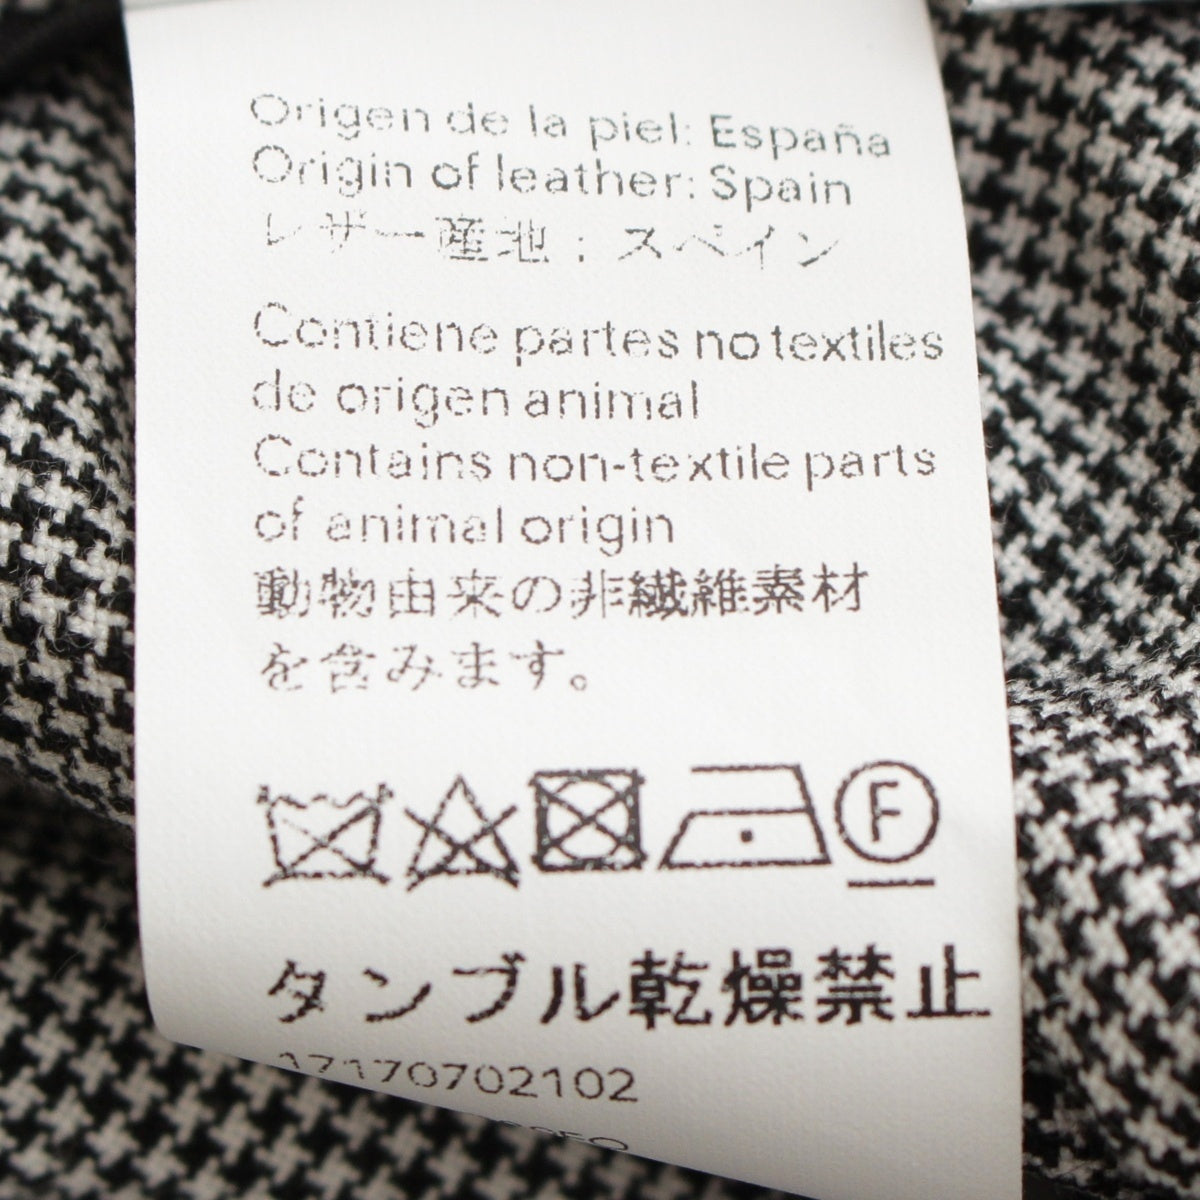 Origen de la piel: España
Origin of leather: Spain
レザー産地：スペイン
Contiene partes no textiles
de origen animal
Contains non-textile parts
of animal origin
動物由来の非繊維素材
を含みます。
F
タンブル乾燥禁止
17170702102